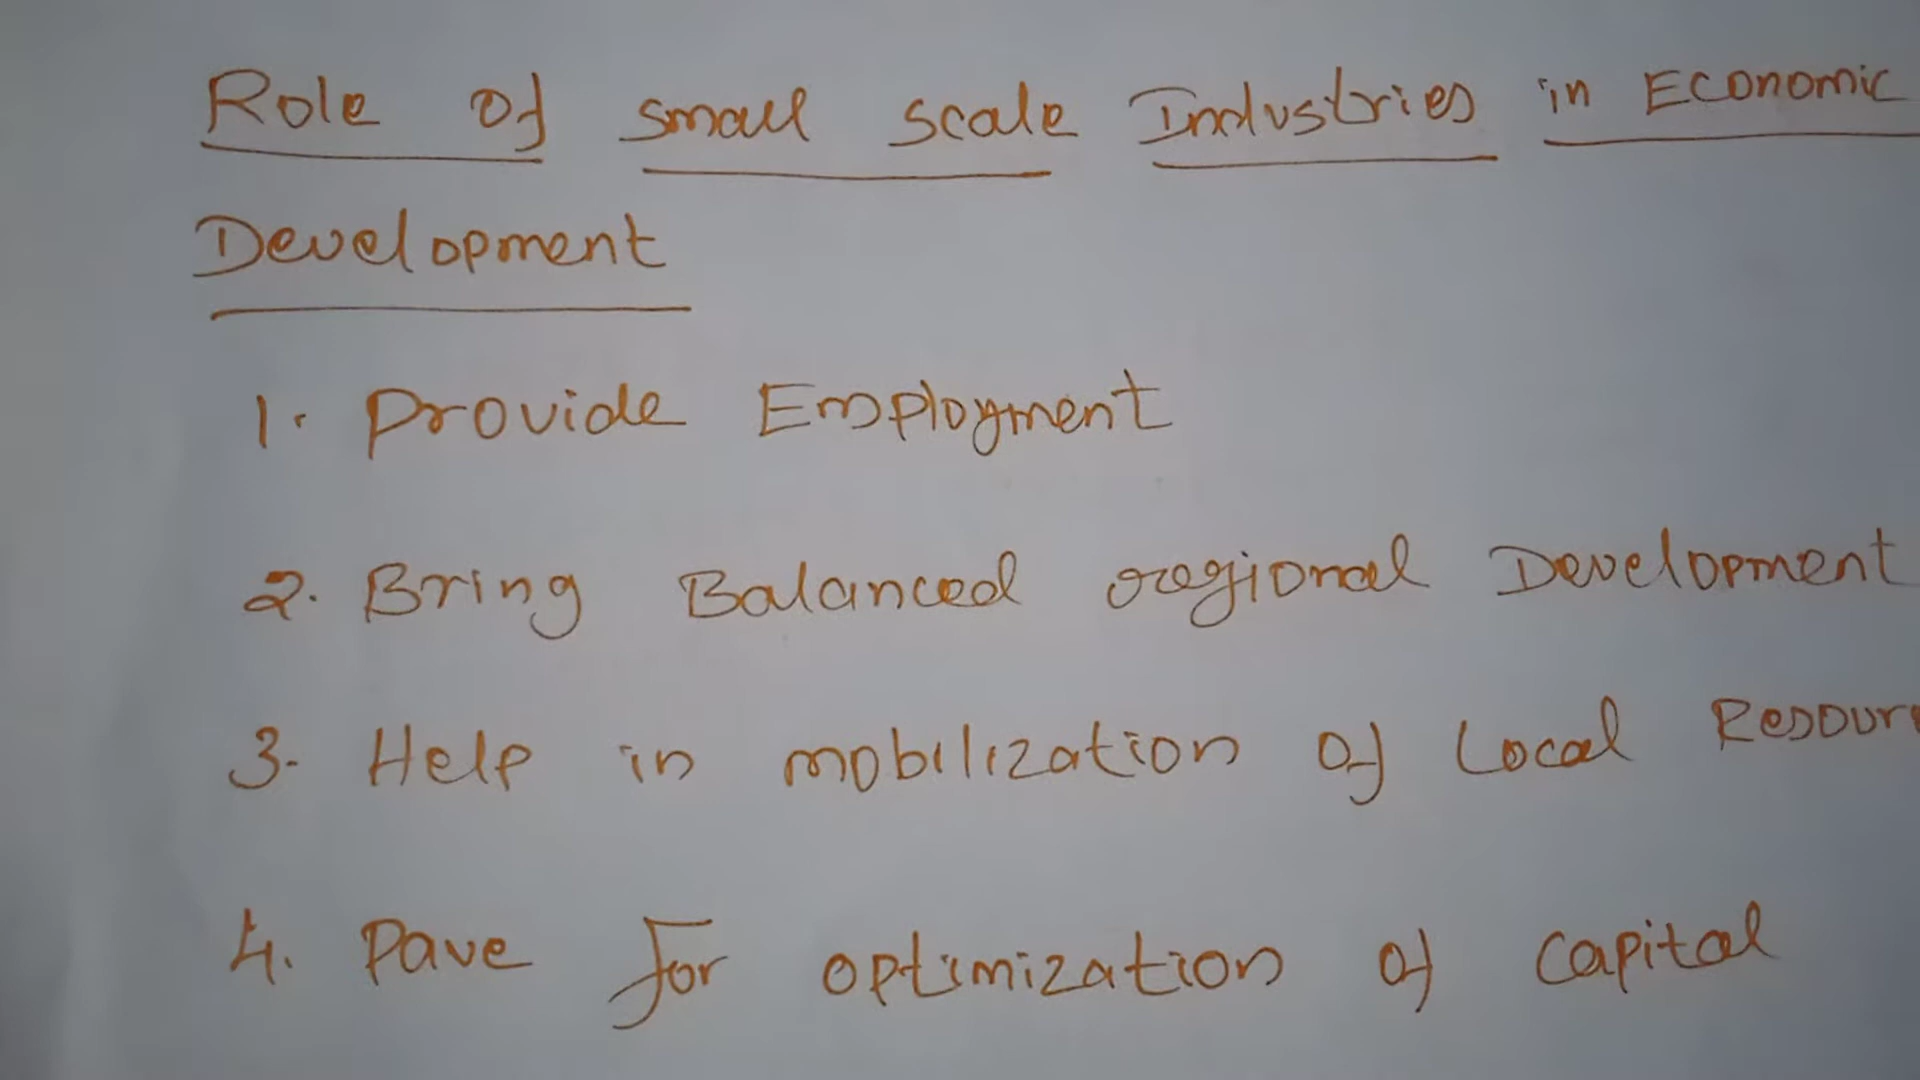 Role of small scale Industries in Economic
Development
1. Provide Employment
2. Bring Balanced regional Development
3. Help in mobilization of Local Resour
4. Pave for optimization of capital